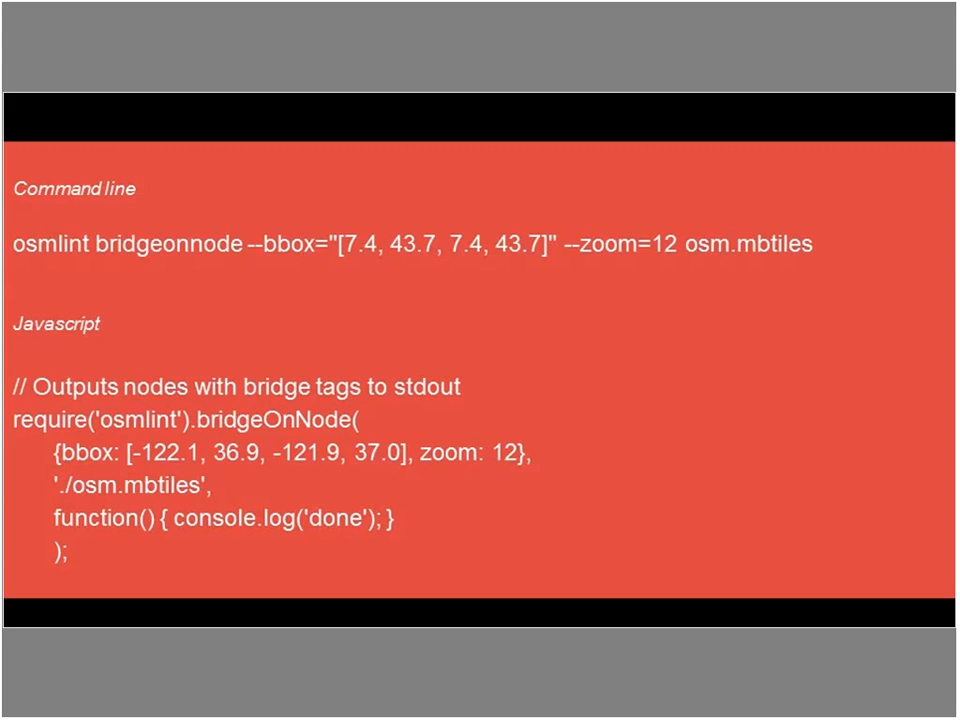 Command line
osmlint bridgeonnode --bbox="[7.4, 43.7, 7.4, 43.7]" --zoom=12 osm.mbtiles
Javascript
// Outputs nodes with bridge tags to stdout
require('osmlint').bridgeOnNode(
{bbox: [-122.1, 36.9, -121.9, 37.0], zoom: 12},
'./osm.mbtiles',
function() { console.log('done'); }
);